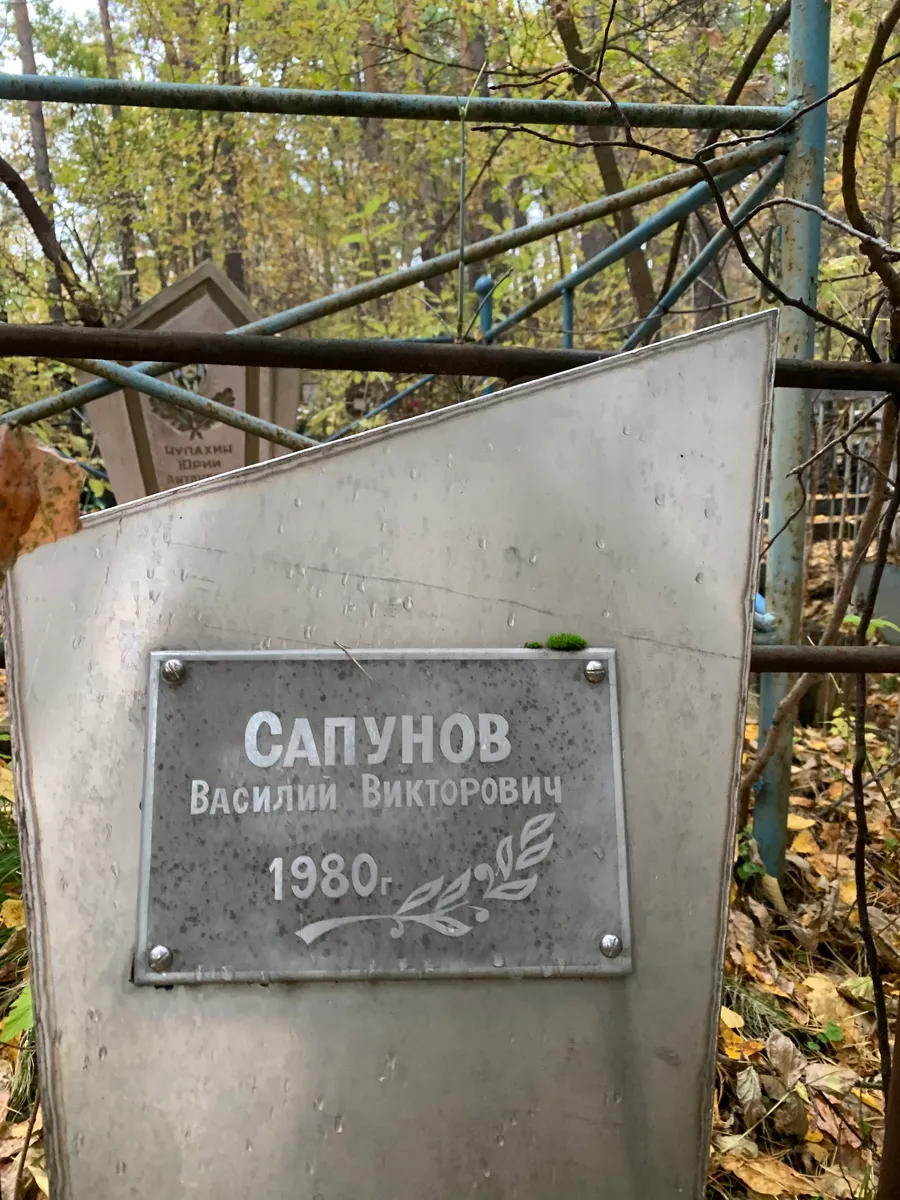 ЧУПАХИН
ЮРИЙ
САПУНОВ
ВАСИЛИЙ ВИКТОРОВИЧ
1980г